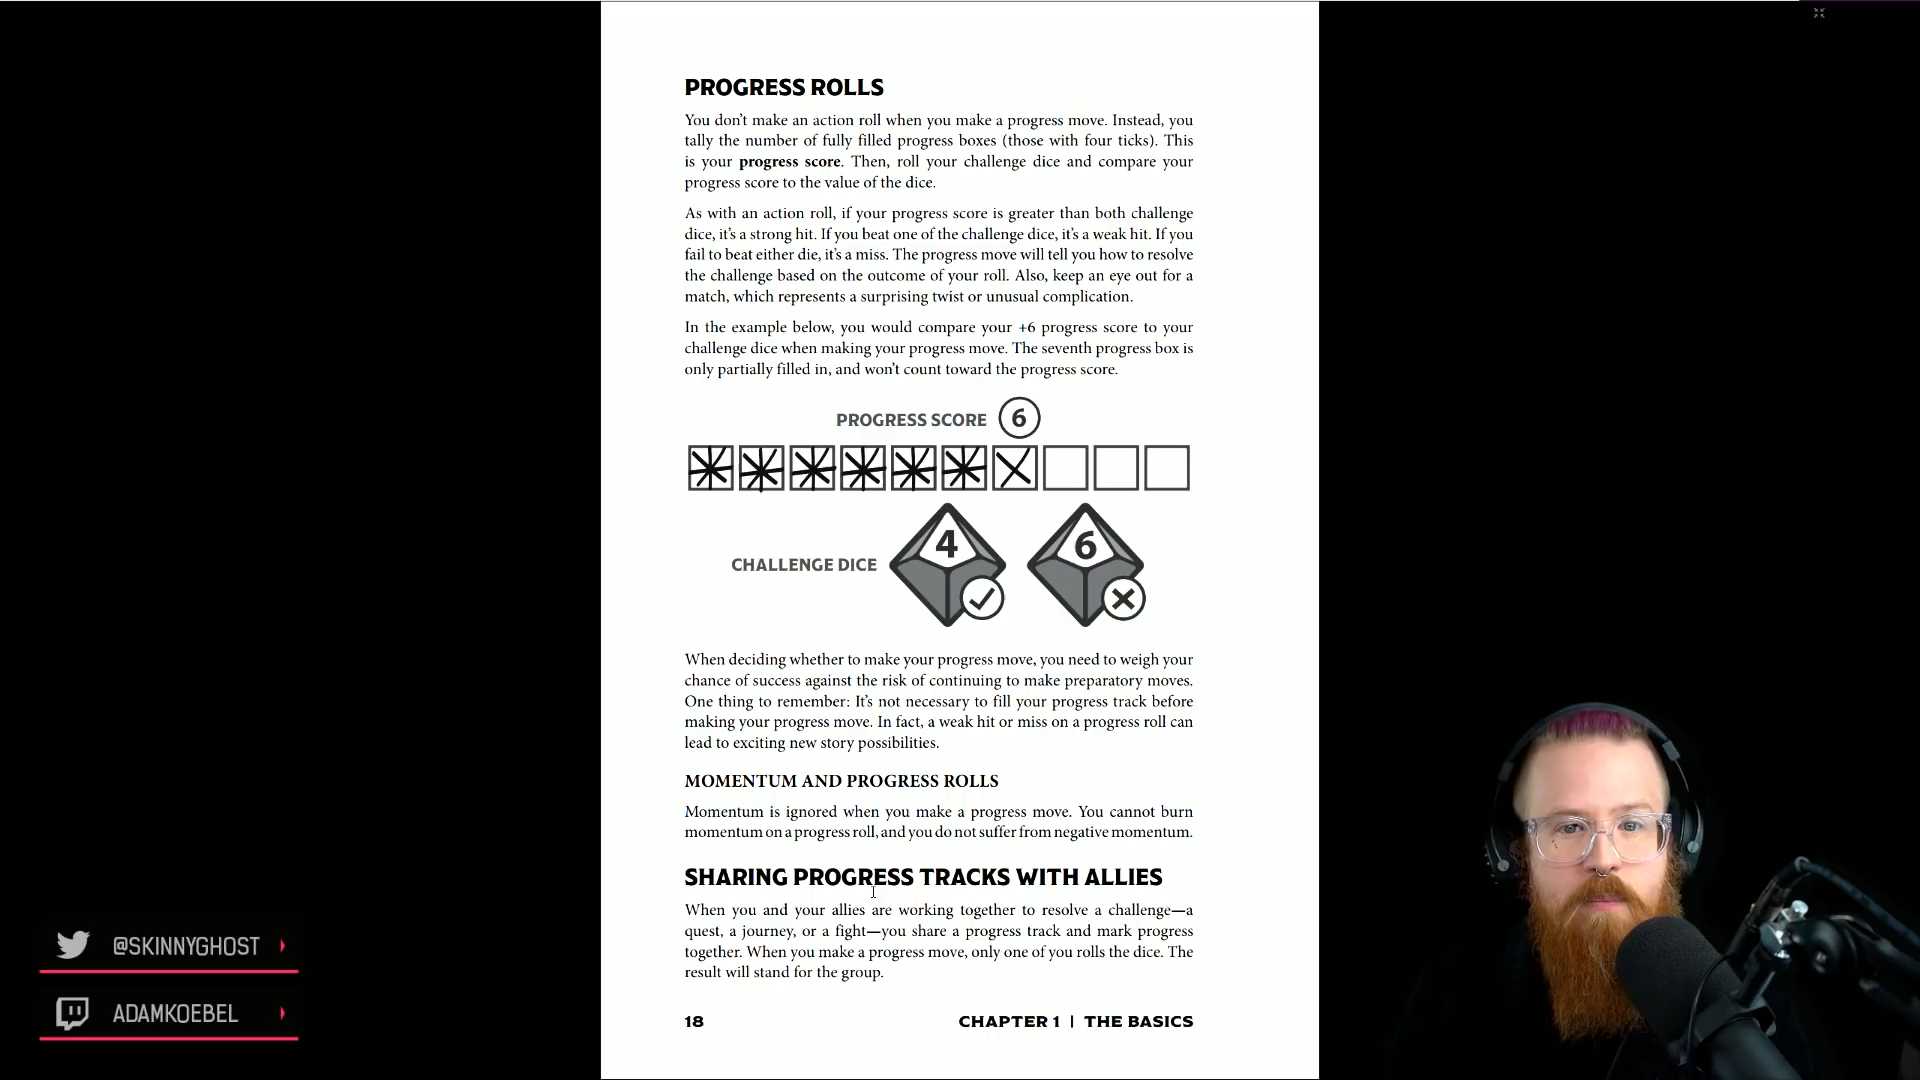 PROGRESS ROLLS
You don't make an action roll when you make a progress move. Instead, you
tally the number of fully filled progress boxes (those with four ticks). This
is your progress score. Then, roll your challenge dice and compare your
progress score to the value of the dice.
As with an action roll, if your progress score is greater than both challenge
dice, it's a strong hit. If you beat one of the challenge dice, it's a weak hit. If you
fail to beat either die, it's a miss. The progress move will tell you how to resolve
the challenge based on the outcome of your roll. Also, keep an eye out for a
match, which represents a surprising twist or unusual complication.
In the example below, you would compare your +6 progress score to your
challenge dice when making your progress move. The seventh progress box is
only partially filled in, and won't count toward the progress score.
PROGRESS SCORE 6
CHALLENGE DICE 4 6
When deciding whether to make your progress move, you need to weigh your
chance of success against the risk of continuing to make preparatory moves.
One thing to remember: It's not necessary to fill your progress track before
making your progress move. In fact, a weak hit or miss on a progress roll can
lead to exciting new story possibilities.
MOMENTUM AND PROGRESS ROLLS
Momentum is ignored when you make a progress move. You cannot burn
momentum on a progress roll, and you do not suffer from negative momentum.
SHARING PROGRESS TRACKS WITH ALLIES
When you and your allies are working together to resolve a challenge—a
quest, a journey, or a fight—you share a progress track and mark progress
together. When you make a progress move, only one of you rolls the dice. The
result will stand for the group.
18 CHAPTER 1 | THE BASICS
@SKINNYGHOST
ADAMKOEBEL